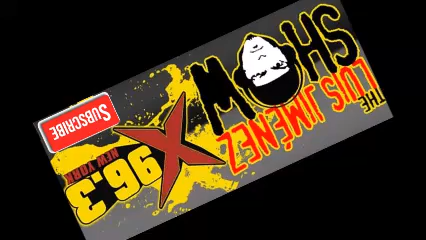 THE
LUIS JIMÉNEZ
SHOW
X
96.3
NEW YORK
SUBSCRIBE